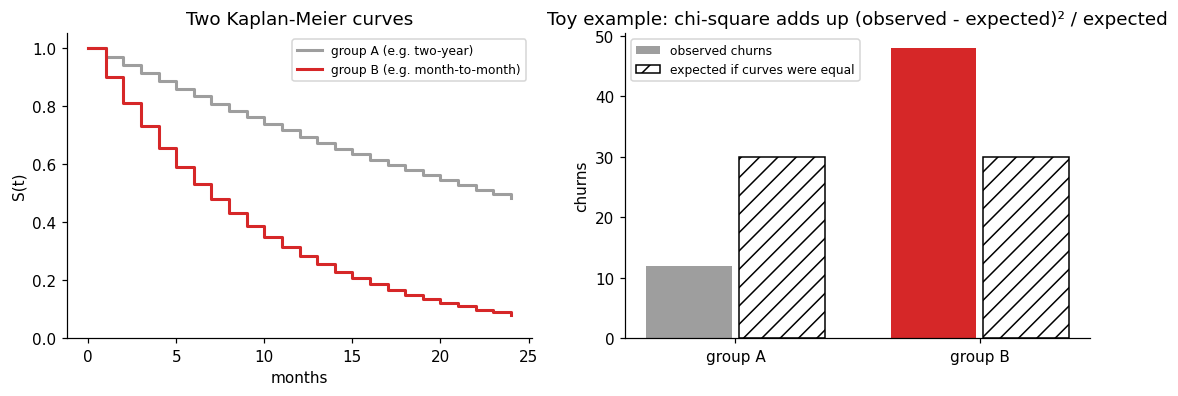 Two Kaplan-Meier curves
S(t)
1.0
0.8
0.6
0.4
0.2
0.0
group A (e.g. two-year)
group B (e.g. month-to-month)
0 5 10 15 20 25
months
Toy example: chi-square adds up (observed - expected)² / expected
churns
50
40
30
20
10
0
observed churns
expected if curves were equal
group A group B